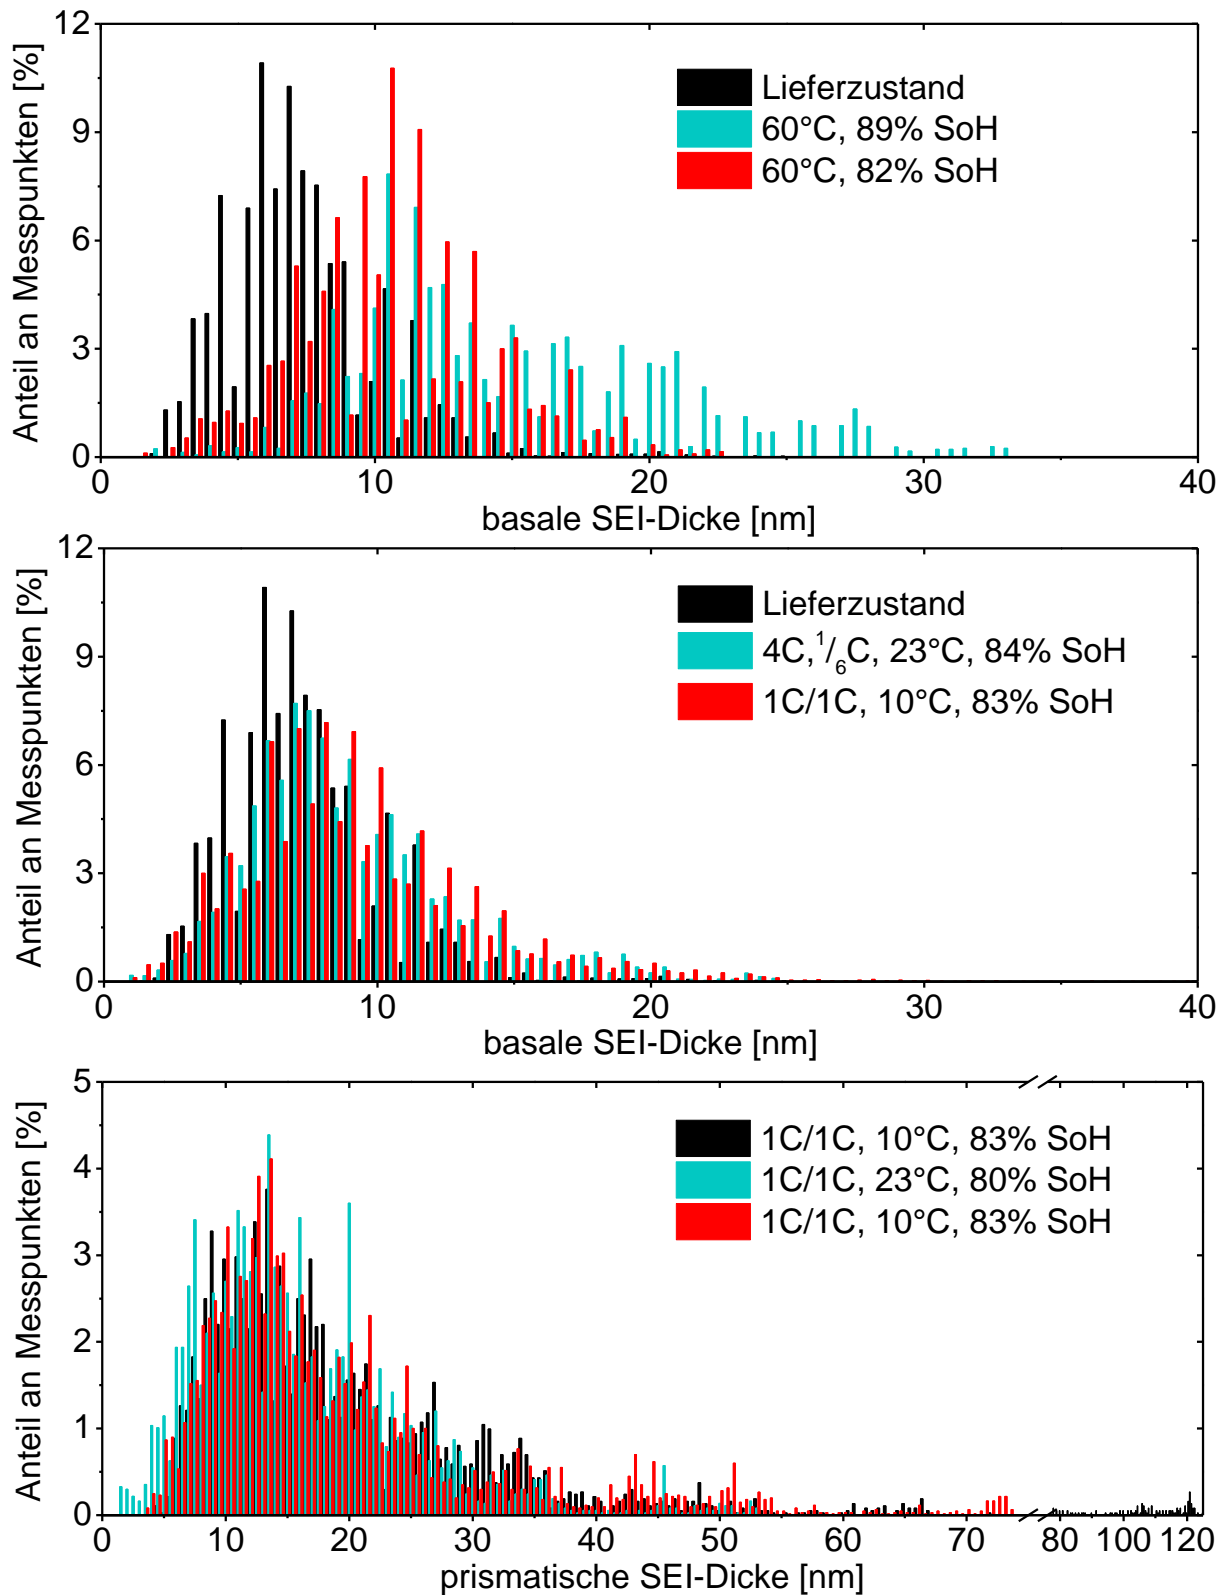 12
9
6
3
0
Anteil an Messpunkten [%]
Lieferzustand
60°C, 89% SoH
60°C, 82% SoH
0 10 20 30 40
basale SEI-Dicke [nm]
12
9
6
3
0
Anteil an Messpunkten [%]
Lieferzustand
4C,1/6C, 23°C, 84% SoH
1C/1C, 10°C, 83% SoH
0 10 20 30 40
basale SEI-Dicke [nm]
5
4
3
2
1
0
Anteil an Messpunkten [%]
1C/1C, 10°C, 83% SoH
1C/1C, 23°C, 80% SoH
1C/1C, 10°C, 83% SoH
0 10 20 30 40 50 60 70 80 100 120
prismatische SEI-Dicke [nm]